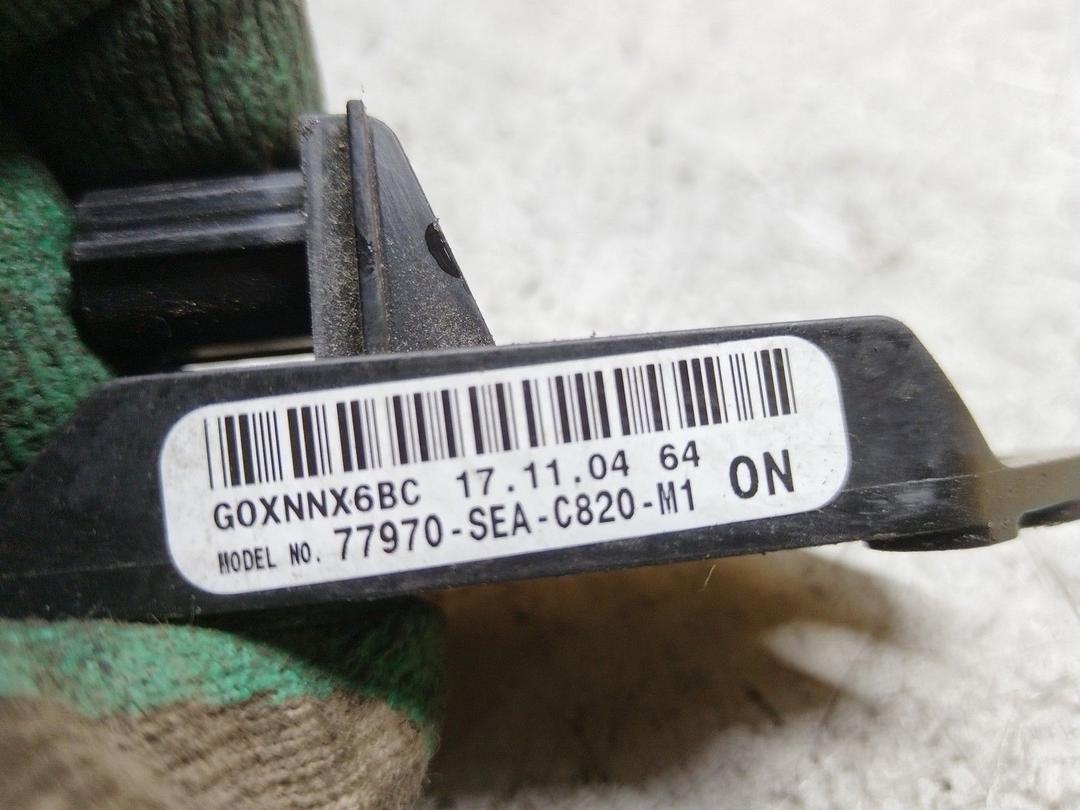 G0XNNX6BC 17.11.04 64
MODEL NO. 77970-SEA-C820-M1 ON